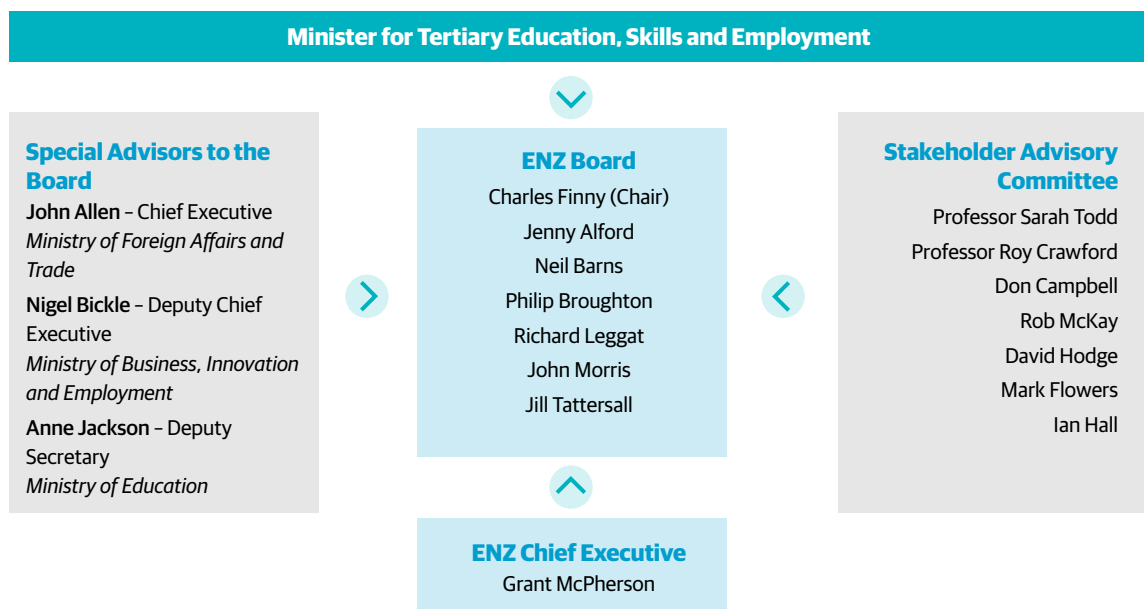 Minister for Tertiary Education, Skills and Employment
Special Advisors to the
Board
John Allen – Chief Executive
Ministry of Foreign Affairs and
Trade
Nigel Bickle – Deputy Chief
Executive
Ministry of Business, Innovation
and Employment
Anne Jackson – Deputy
Secretary
Ministry of Education
ENZ Board
Charles Finny (Chair)
Jenny Alford
Neil Barns
Philip Broughton
Richard Leggat
John Morris
Jill Tattersall
Stakeholder Advisory
Committee
Professor Sarah Todd
Professor Roy Crawford
Don Campbell
Rob McKay
David Hodge
Mark Flowers
Ian Hall
ENZ Chief Executive
Grant McPherson